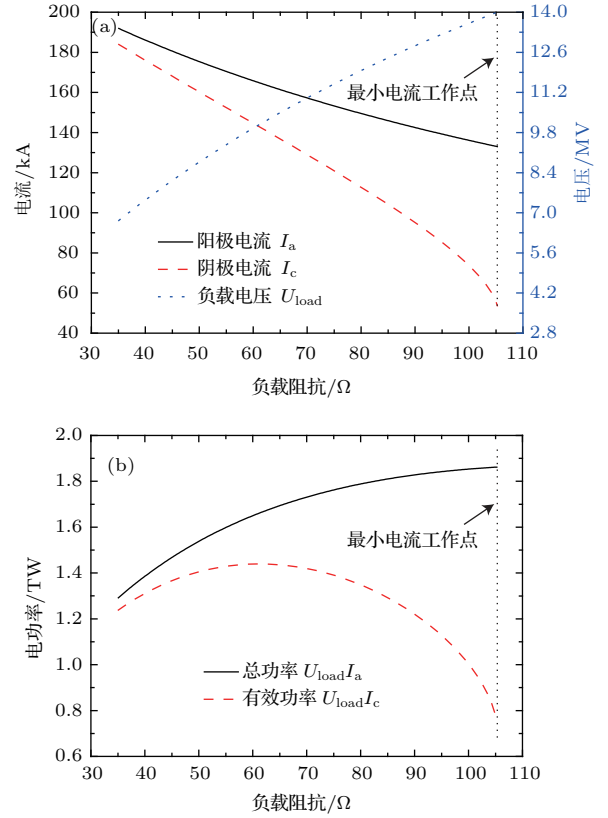 (a)
200
180
160
140
120
100
80
60
40
电流/kA
14.0
12.6
11.2
9.8
8.4
7.0
5.6
4.2
2.8
电压/MV
最小电流工作点
阳极电流 Ia
阴极电流 Ic
负载电压 Uload
30 40 50 60 70 80 90 100 110
负载阻抗/Ω
(b)
2.0
1.8
1.6
1.4
1.2
1.0
0.8
0.6
电功率/TW
最小电流工作点
总功率 UloadIa
有效功率 UloadIc
30 40 50 60 70 80 90 100 110
负载阻抗/Ω